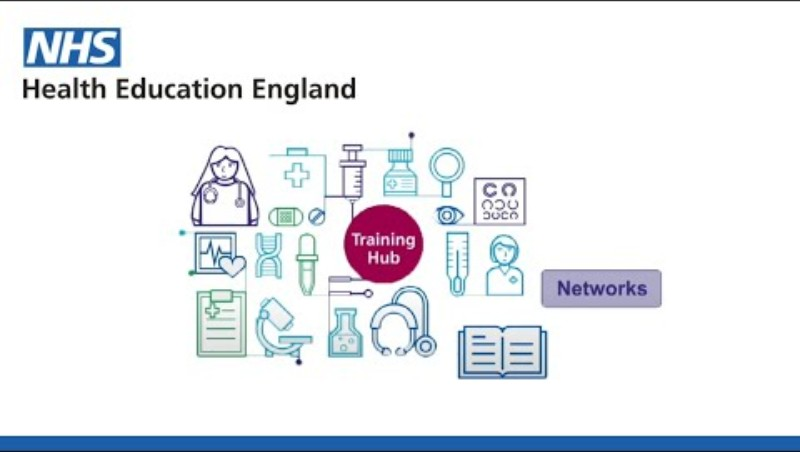 NHS
Health Education England
Training
Hub
Networks